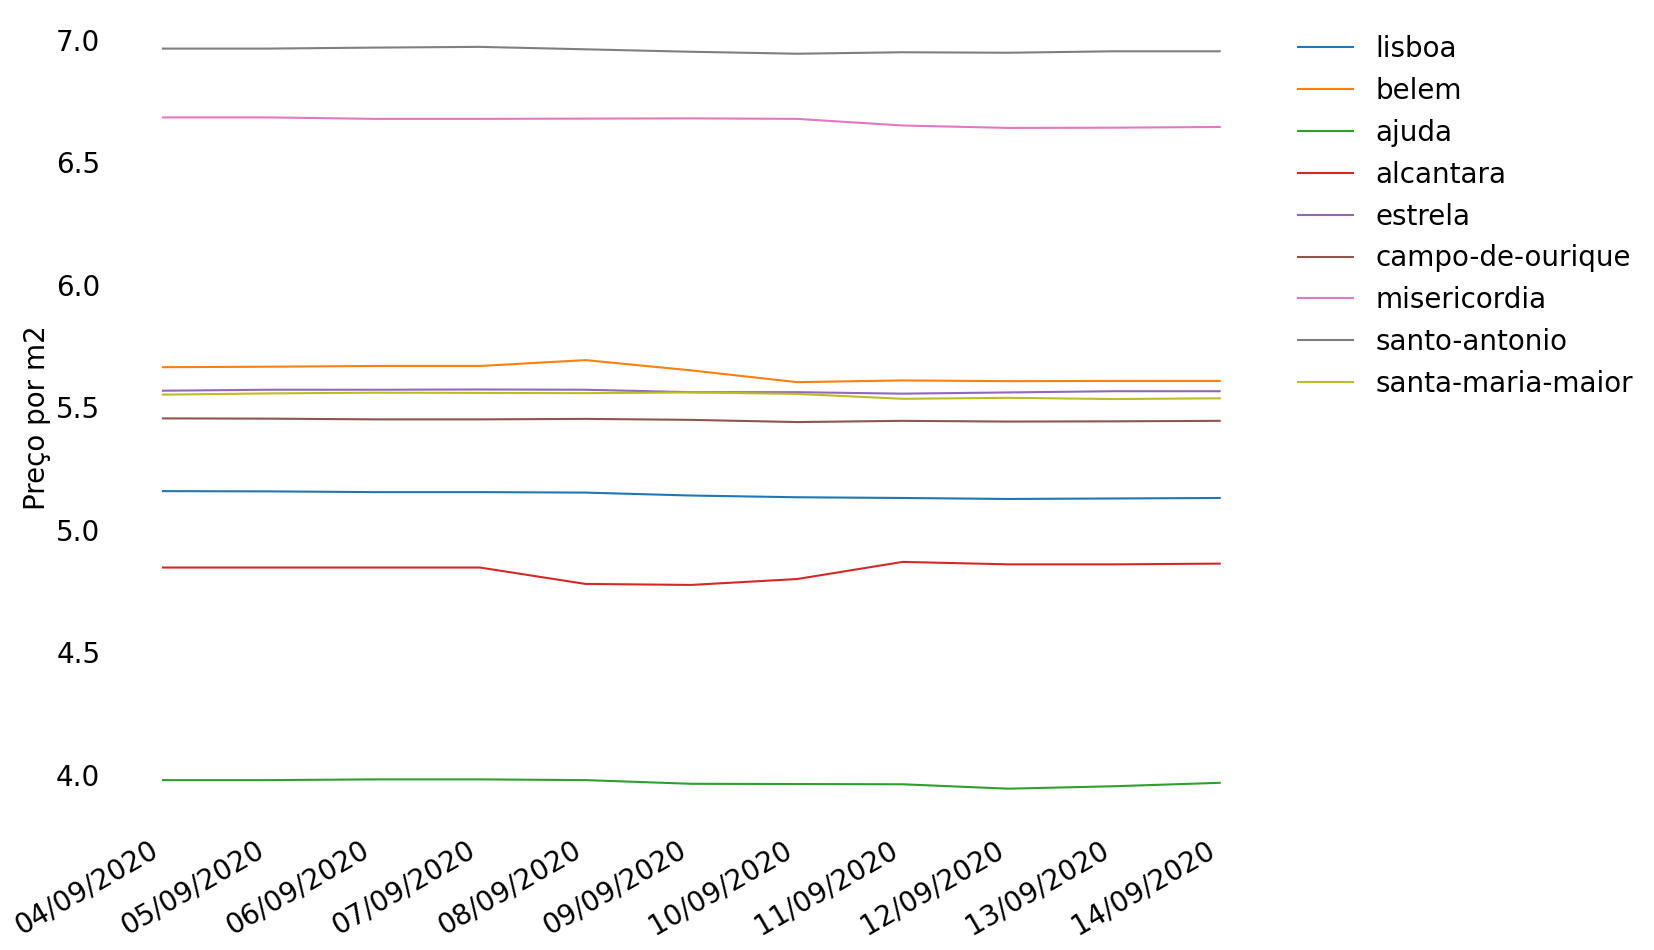 7.0
6.5
6.0
5.5
5.0
4.5
4.0
Preço por m2
04/09/2020
05/09/2020
06/09/2020
07/09/2020
08/09/2020
09/09/2020
10/09/2020
11/09/2020
12/09/2020
13/09/2020
14/09/2020
lisboa
belem
ajuda
alcantara
estrela
campo-de-ourique
misericordia
santo-antonio
santa-maria-maior